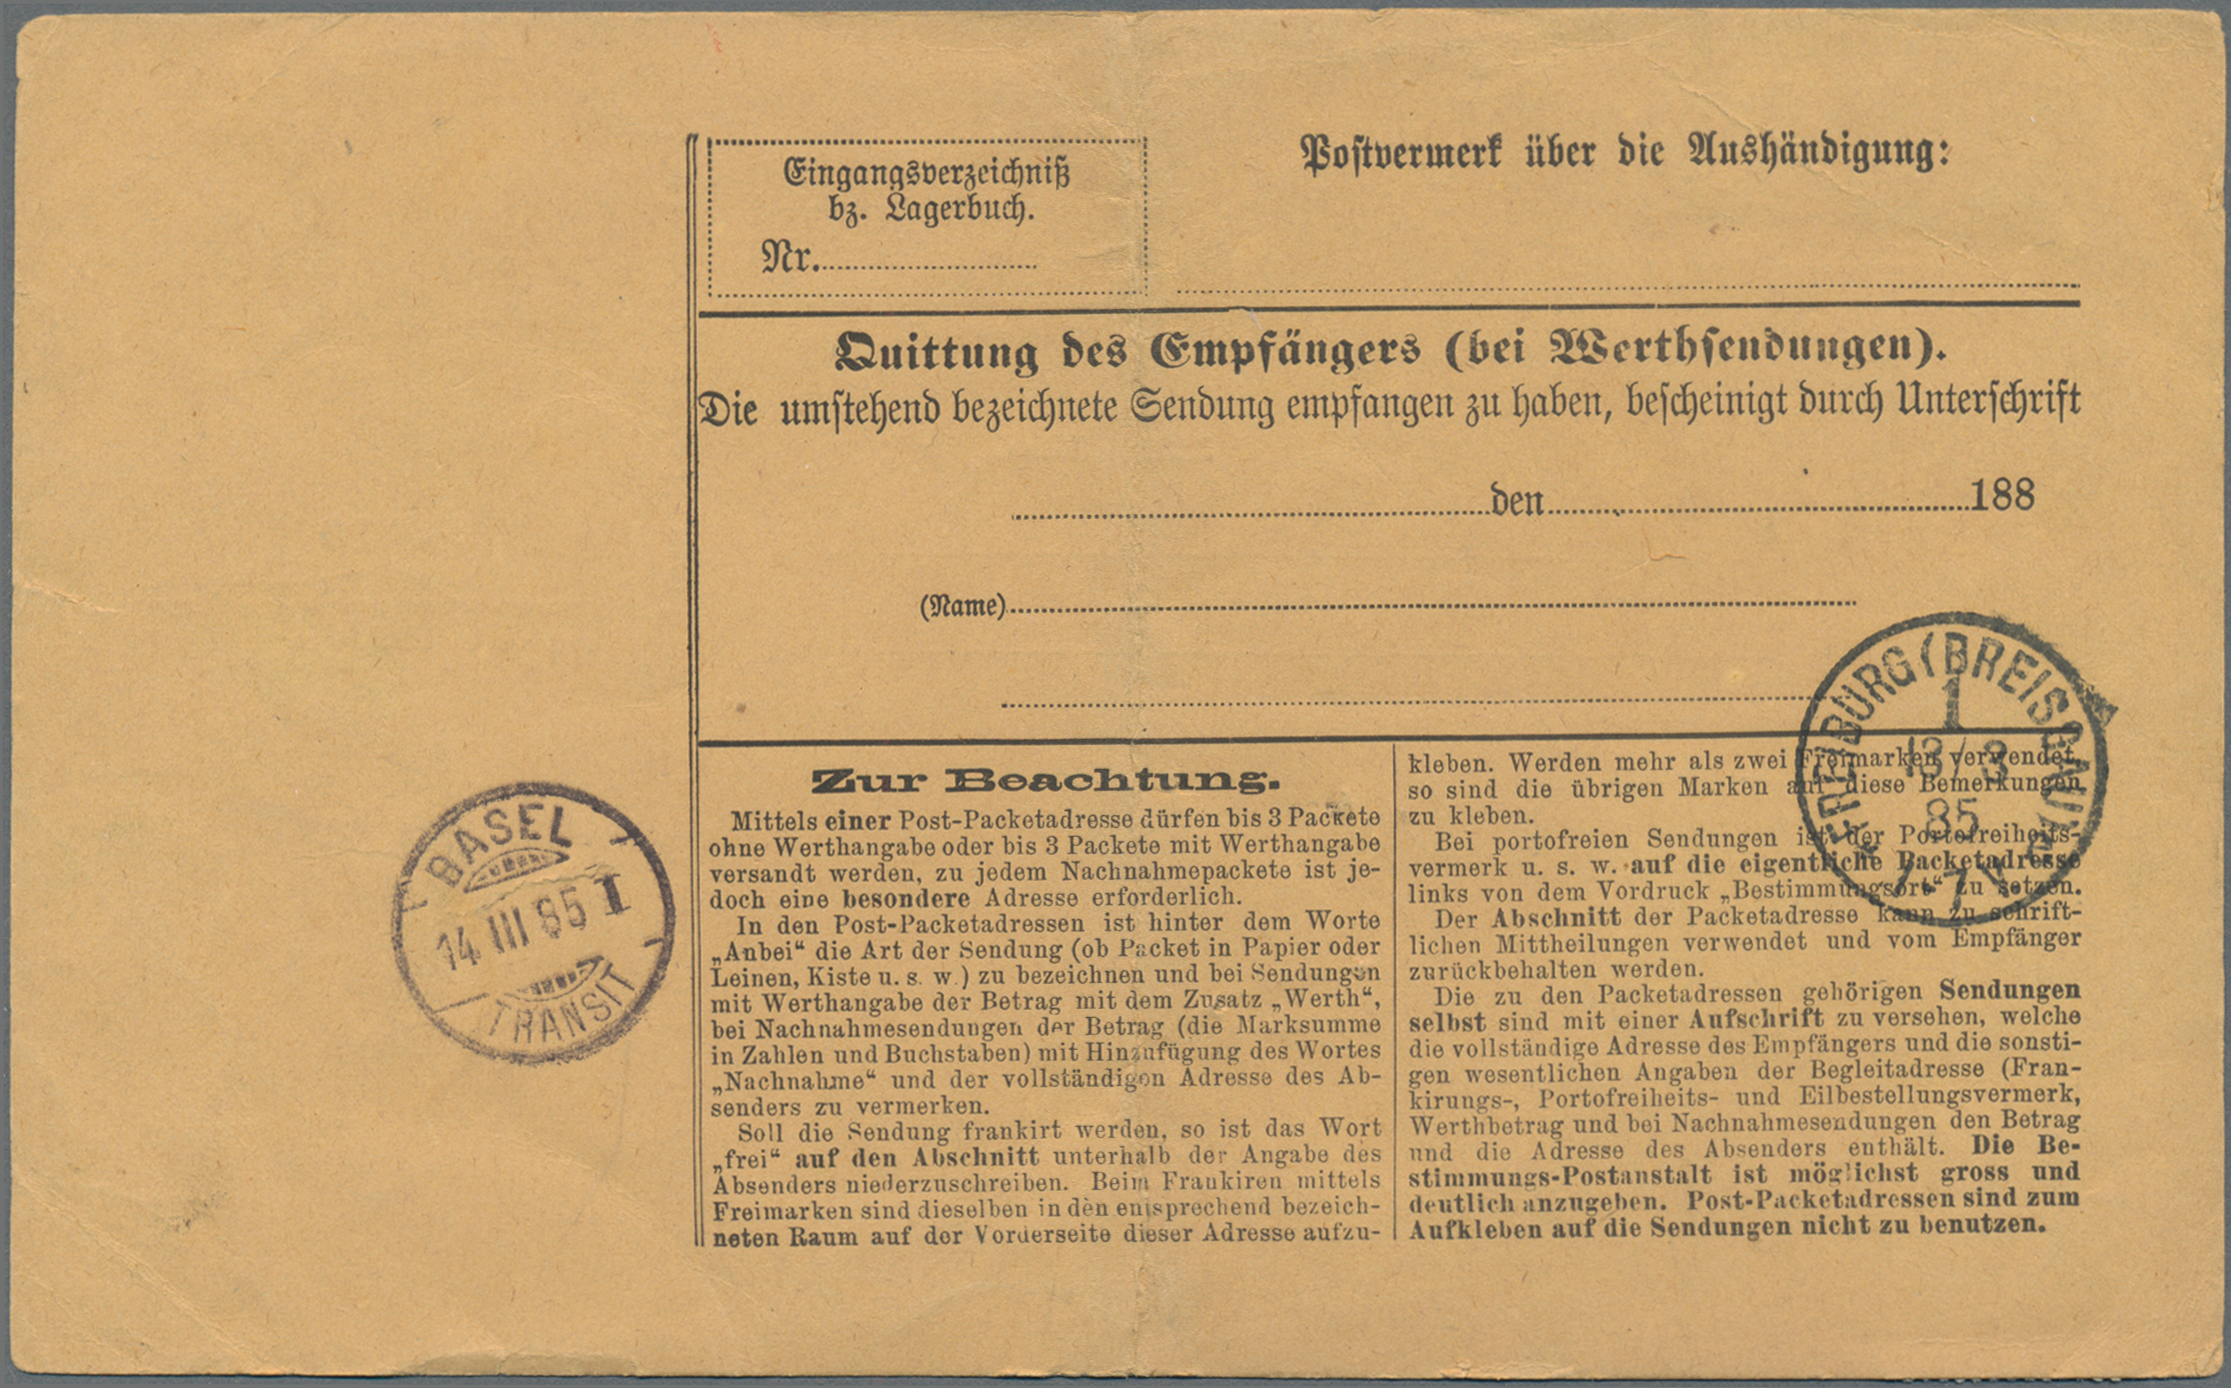 Eingangsverzeichniß
bz. Lagerbuch.
Nr.
Postvermerk über die Aushändigung:
Quittung des Empfängers (bei Werthsendungen).
Die umstehend bezeichnete Sendung empfangen zu haben, bescheinigt durch Unterschrift
den 188
(Name)
Zur Beachtung.
Mittels einer Post-Packetadresse dürfen bis 3 Packete
ohne Werthangabe oder bis 3 Packete mit Werthangabe
versandt werden, zu jedem Nachnahmepackete ist je-
doch eine besondere Adresse erforderlich.
In den Post-Packetadressen ist hinter dem Worte
„Anbei“ die Art der Sendung (ob Packet in Papier oder
Leinen, Kiste u. s. w.) zu bezeichnen und bei Sendungen
mit Werthangabe der Betrag mit dem Zusatz „Werth“,
bei Nachnahmesendungen der Betrag (die Marksumme
in Zahlen und Buchstaben) mit Hinzufügung des Wortes
„Nachnahme“ und der vollständigen Adresse des Ab-
senders zu vermerken.
Soll die Sendung frankirt werden, so ist das Wort
„frei“ auf den Abschnitt unterhalb der Angabe des
Absenders niederzuschreiben. Beim Frankiren mittels
Freimarken sind dieselben in den entsprechend bezeich-
neten Raum auf der Vorderseite dieser Adresse aufzu-
kleben. Werden mehr als zwei Freimarken verwendet,
so sind die übrigen Marken auf diese Bemerkungen
zu kleben.
Bei portofreien Sendungen ist der Portofreiheits-
vermerk u. s. w. auf die eigentliche Packetadresse
links von dem Vordruck „Bestimmungsort“ zu setzen.
Der Abschnitt der Packetadresse kann zu schrift-
lichen Mittheilungen verwendet und vom Empfänger
zurückbehalten werden.
Die zu den Packetadressen gehörigen Sendungen
selbst sind mit einer Aufschrift zu versehen, welche
die vollständige Adresse des Empfängers und die sonsti-
gen wesentlichen Angaben der Begleitadresse (Fran-
kirungs-, Portofreiheits- und Eilbestellungsvermerk,
Werthbetrag und bei Nachnahmesendungen den Betrag
und die Adresse des Absenders enthält. Die Be-
stimmungs-Postanstalt ist möglichst gross und
deutlich anzugeben. Post-Packetadressen sind zum
Aufkleben auf die Sendungen nicht zu benutzen.
BASEL
14 III 85 I
TRANSIT
FREIBURG (BREISGAU)
1
13/3
85